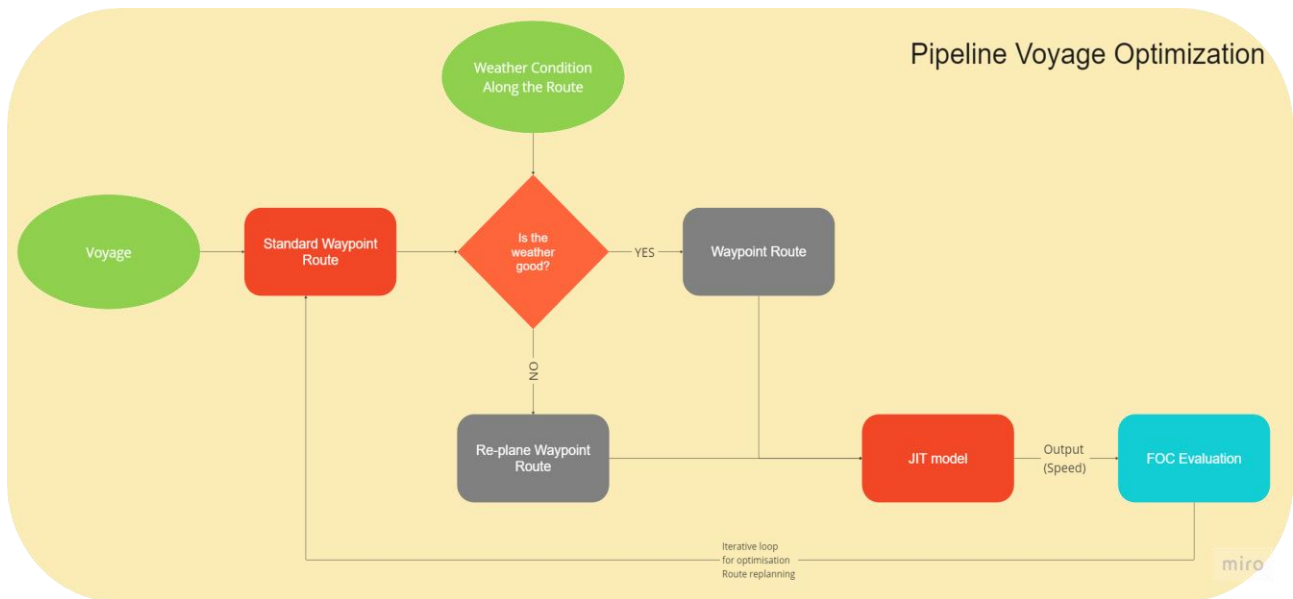 Pipeline Voyage Optimization
Weather Condition
Along the Route
Voyage
Standard Waypoint
Route
Is the
weather
good?
YES
Waypoint Route
NO
Re-plane Waypoint
Route
JIT model
Output
(Speed)
FOC Evaluation
Iterative loop
for optimisation
Route replanning
miro